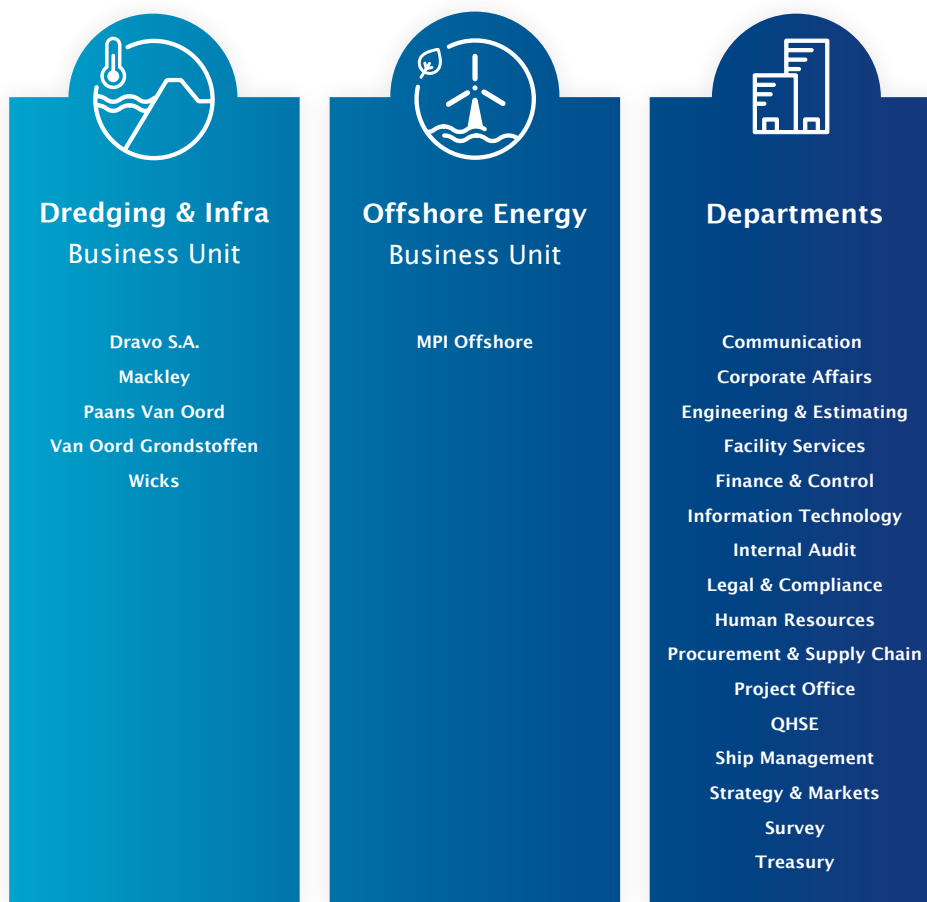 Dredging & Infra
Business Unit
Dravo S.A.
Mackley
Paans Van Oord
Van Oord Grondstoffen
Wicks
Offshore Energy
Business Unit
MPI Offshore
Departments
Communication
Corporate Affairs
Engineering & Estimating
Facility Services
Finance & Control
Information Technology
Internal Audit
Legal & Compliance
Human Resources
Procurement & Supply Chain
Project Office
QHSE
Ship Management
Strategy & Markets
Survey
Treasury